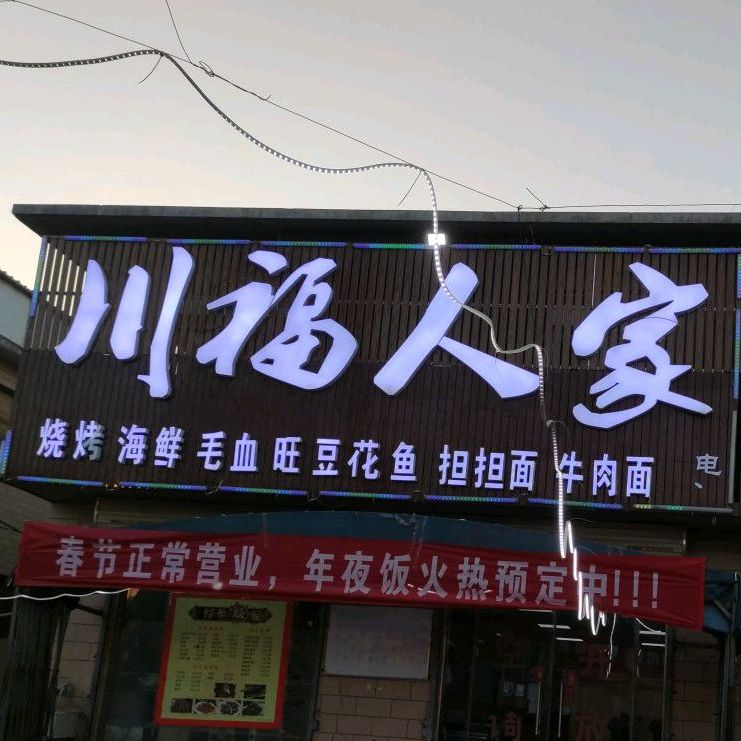 川福人家
烧烤 海鲜 毛血旺 豆花鱼 担担面 牛肉面
电
春节正常营业，年夜饭火热预定中!!!